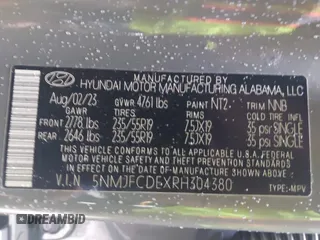 MANUFACTURED BY
HYUNDAI MOTOR MANUFACTURING ALABAMA, LLC
Aug/02/23 GVWR 4761 lbs PAINT NT2- TRIM NNB
GAWR TIRES RIMS COLD TIRE INFL
FRONT 2778 lbs 235/55R19 7.5JX19 35 psi SINGLE
REAR 2646 lbs 235/55R19 7.5JX19 35 psi SINGLE
THIS VEHICLE CONFORMS TO ALL APPLICABLE
U.S.A. FEDERAL MOTOR VEHICLE SAFETY,
BUMPER, AND THEFT PREVENTION STANDARDS
IN EFFECT ON THE DATE OF MANUFACTURE
SHOWN ABOVE.
V.I.N. 5NMJFCDEXRH304380
TYPE:MPV